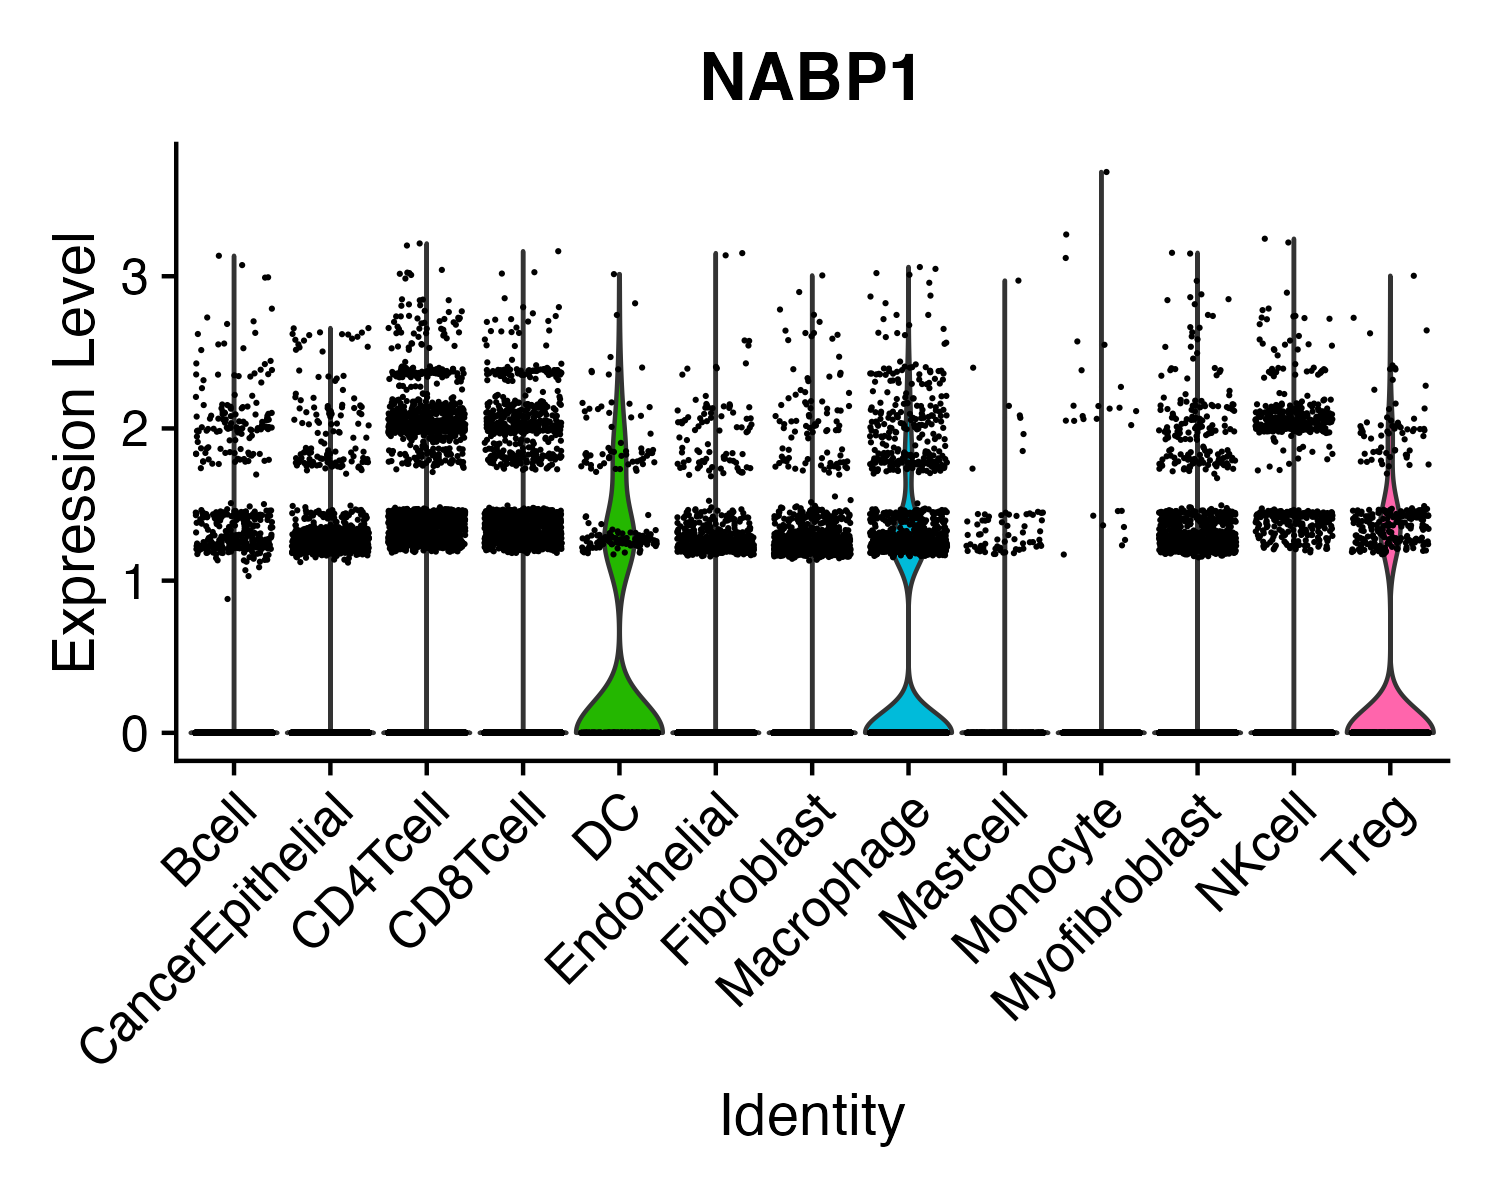 NABP1
Expression Level
3
2
1
0
Bcell
CancerEpithelial
CD4Tcell
CD8Tcell
DC
Endothelial
Fibroblast
Macrophage
Mastcell
Monocyte
Myofibroblast
NKcell
Treg
Identity